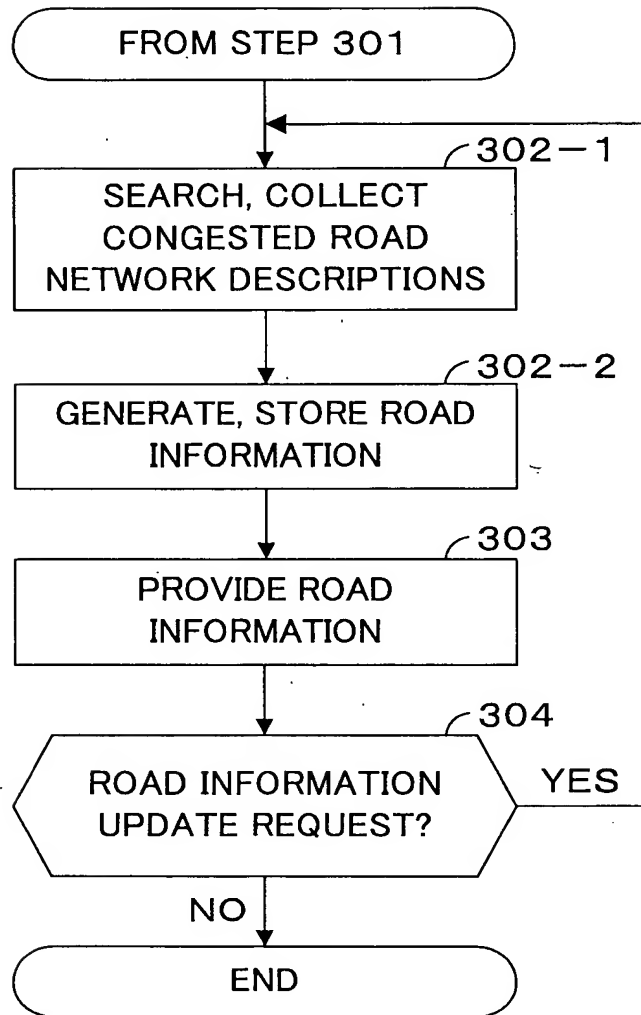 FROM STEP 301
302-1
SEARCH, COLLECT
CONGESTED ROAD
NETWORK DESCRIPTIONS
302-2
GENERATE, STORE ROAD
INFORMATION
303
PROVIDE ROAD
INFORMATION
304
ROAD INFORMATION
UPDATE REQUEST?
YES
NO
END